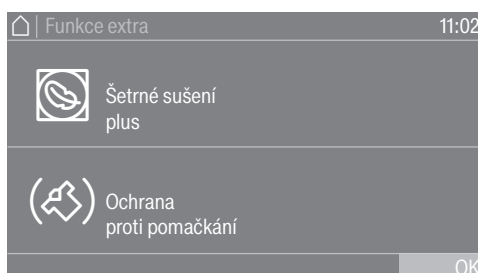 Funkce extra 11:02
Šetrné sušení
plus
Ochrana
proti pomačkání
OK